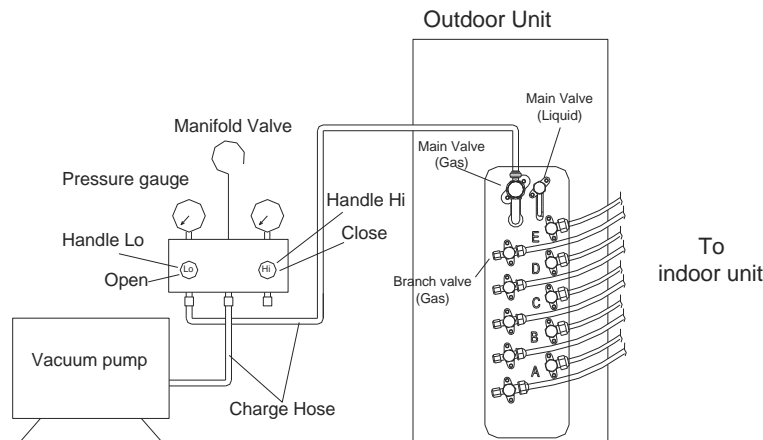 Outdoor Unit
Main Valve
(Liquid)
Manifold Valve
Main Valve
(Gas)
Pressure gauge
Handle Hi
Handle Lo
Close
Lo
Hi
Open
E
D
C
B
A
Branch valve
(Gas)
To
indoor unit
Vacuum pump
Charge Hose